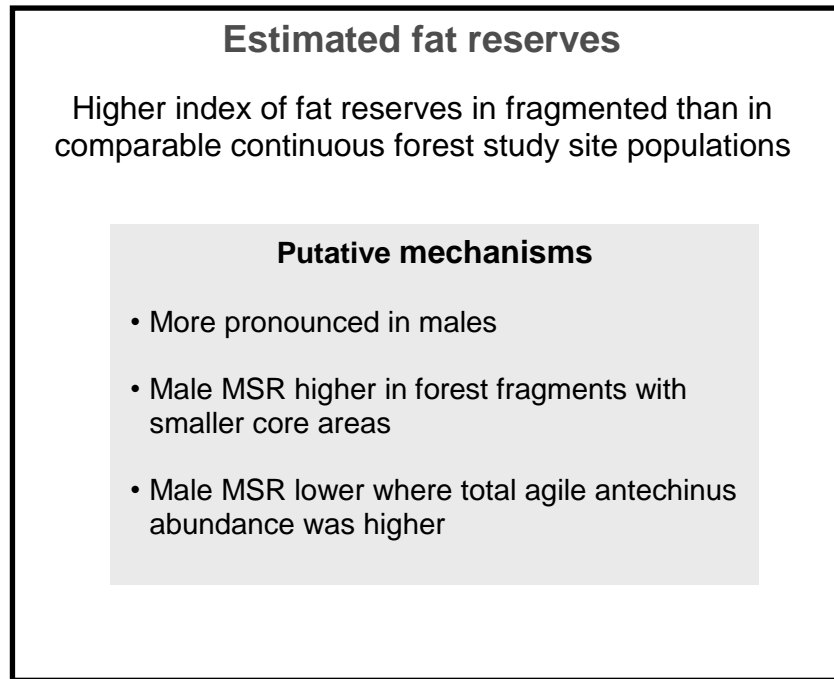 Estimated fat reserves
Higher index of fat reserves in fragmented than in
comparable continuous forest study site populations
Putative mechanisms
• More pronounced in males
• Male MSR higher in forest fragments with
smaller core areas
• Male MSR lower where total agile antechinus
abundance was higher